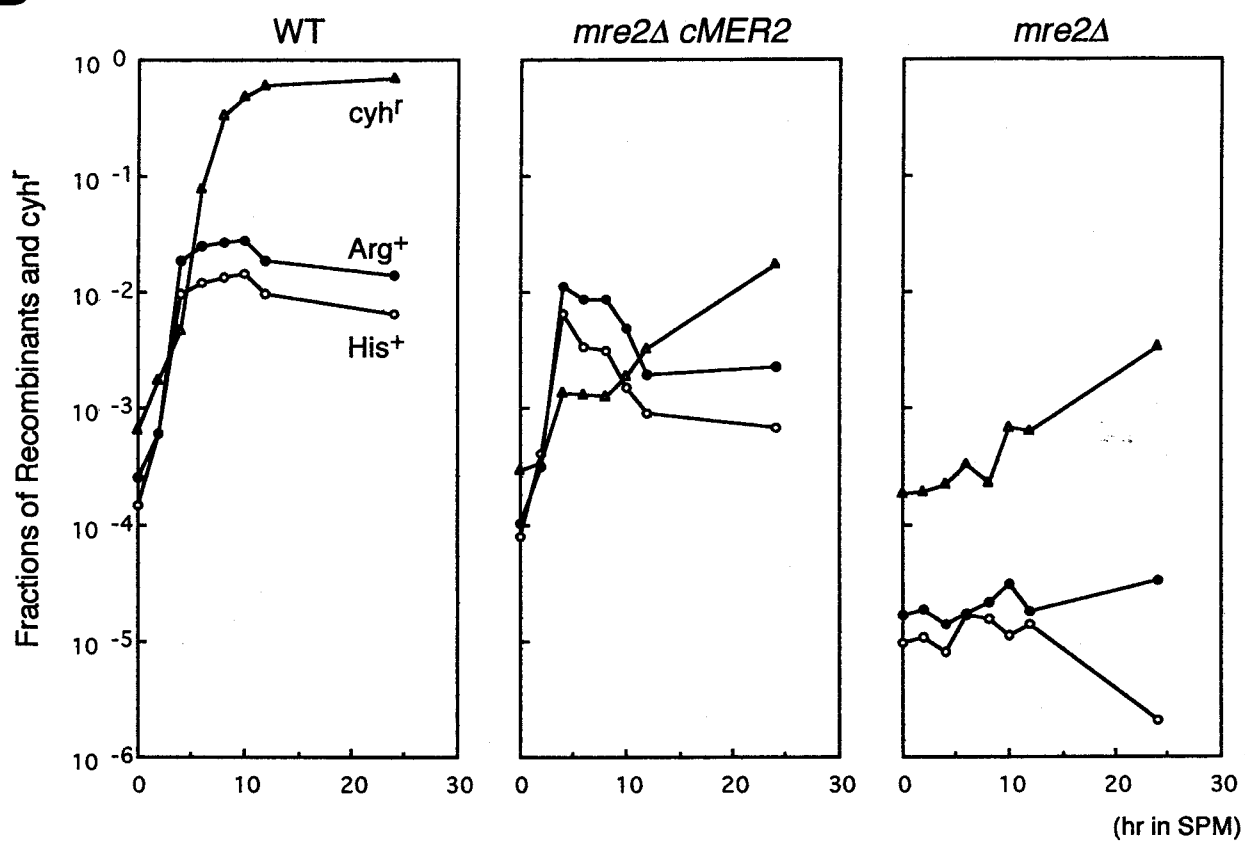 WT mre2Δ cMER2 mre2Δ
Fractions of Recombinants and cyhʳ
10 0
10 -1
10 -2
10 -3
10 -4
10 -5
10 -6
cyhʳ
Arg+
His+
0 10 20 30 0 10 20 30 0 10 20 30
(hr in SPM)